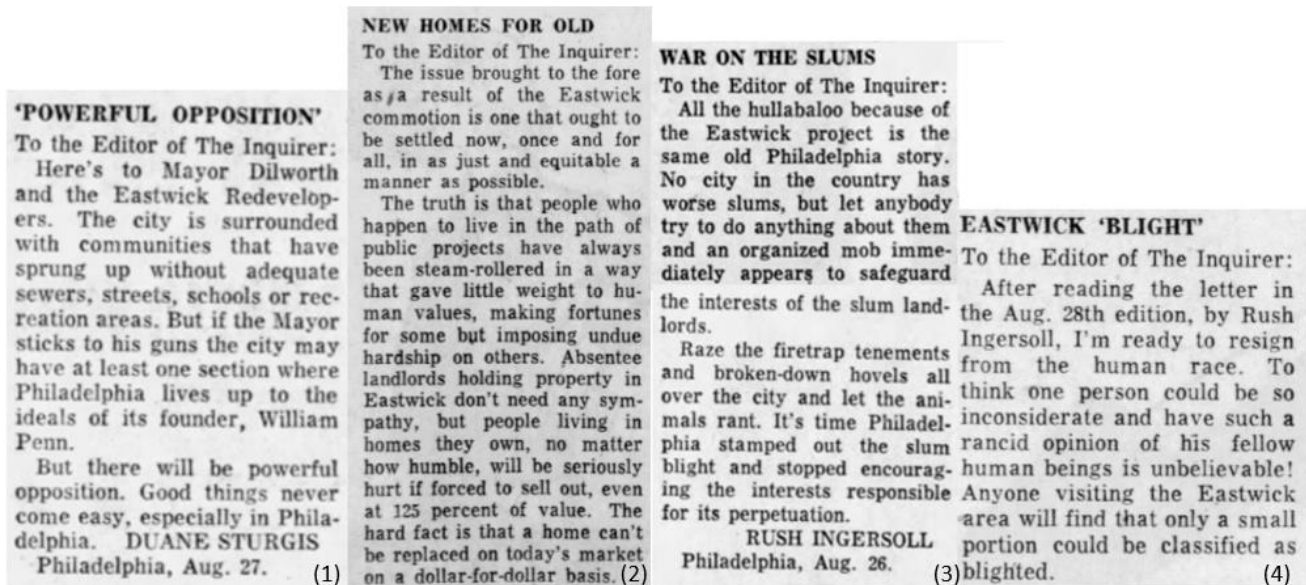 'POWERFUL OPPOSITION'
To the Editor of The Inquirer:
Here's to Mayor Dilworth
and the Eastwick Redevelop-
ers. The city is surrounded
with communities that have
sprung up without adequate
sewers, streets, schools or rec-
reation areas. But if the Mayor
sticks to his guns the city may
have at least one section where
Philadelphia lives up to the
ideals of its founder, William
Penn.
But there will be powerful
opposition. Good things never
come easy, especially in Phila-
delphia. DUANE STURGIS
Philadelphia, Aug. 27.
(1)
NEW HOMES FOR OLD
To the Editor of The Inquirer:
The issue brought to the fore
as a result of the Eastwick
commotion is one that ought to
be settled now, once and for
all, in as just and equitable a
manner as possible.
The truth is that people who
happen to live in the path of
public projects have always
been steam-rollered in a way
that gave little weight to hu-
man values, making fortunes
for some but imposing undue
hardship on others. Absentee
landlords holding property in
Eastwick don't need any sym-
pathy, but people living in
homes they own, no matter
how humble, will be seriously
hurt if forced to sell out, even
at 125 percent of value. The
hard fact is that a home can't
be replaced on today's market
on a dollar-for-dollar basis.
(2)
WAR ON THE SLUMS
To the Editor of The Inquirer:
All the hullabaloo because of
the Eastwick project is the
same old Philadelphia story.
No city in the country has
worse slums, but let anybody
try to do anything about them
and an organized mob imme-
diately appears to safeguard
the interests of the slum land-
lords.
Raze the firetrap tenements
and broken-down hovels all
over the city and let the ani-
mals rant. It's time Philadel-
phia stamped out the slum
blight and stopped encourag-
ing the interests responsible
for its perpetuation.
RUSH INGERSOLL
Philadelphia, Aug. 26.
(3)
EASTWICK 'BLIGHT'
To the Editor of The Inquirer:
After reading the letter in
the Aug. 28th edition, by Rush
Ingersoll, I'm ready to resign
from the human race. To
think one person could be so
inconsiderate and have such a
rancid opinion of his fellow
human beings is unbelievable!
Anyone visiting the Eastwick
area will find that only a small
portion could be classified as
blighted.
(4)